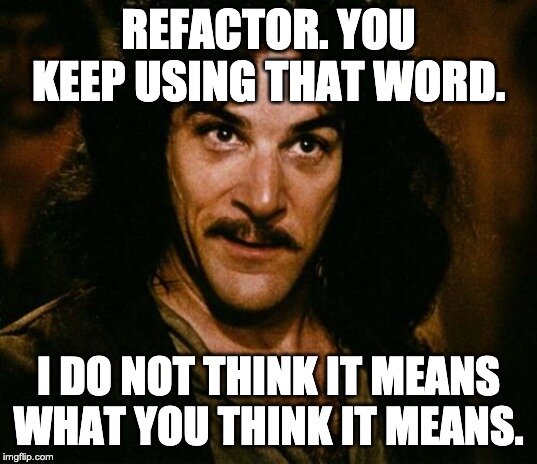 REFACTOR. YOU
KEEP USING THAT WORD.
I DO NOT THINK IT MEANS
WHAT YOU THINK IT MEANS.
imgflip.com